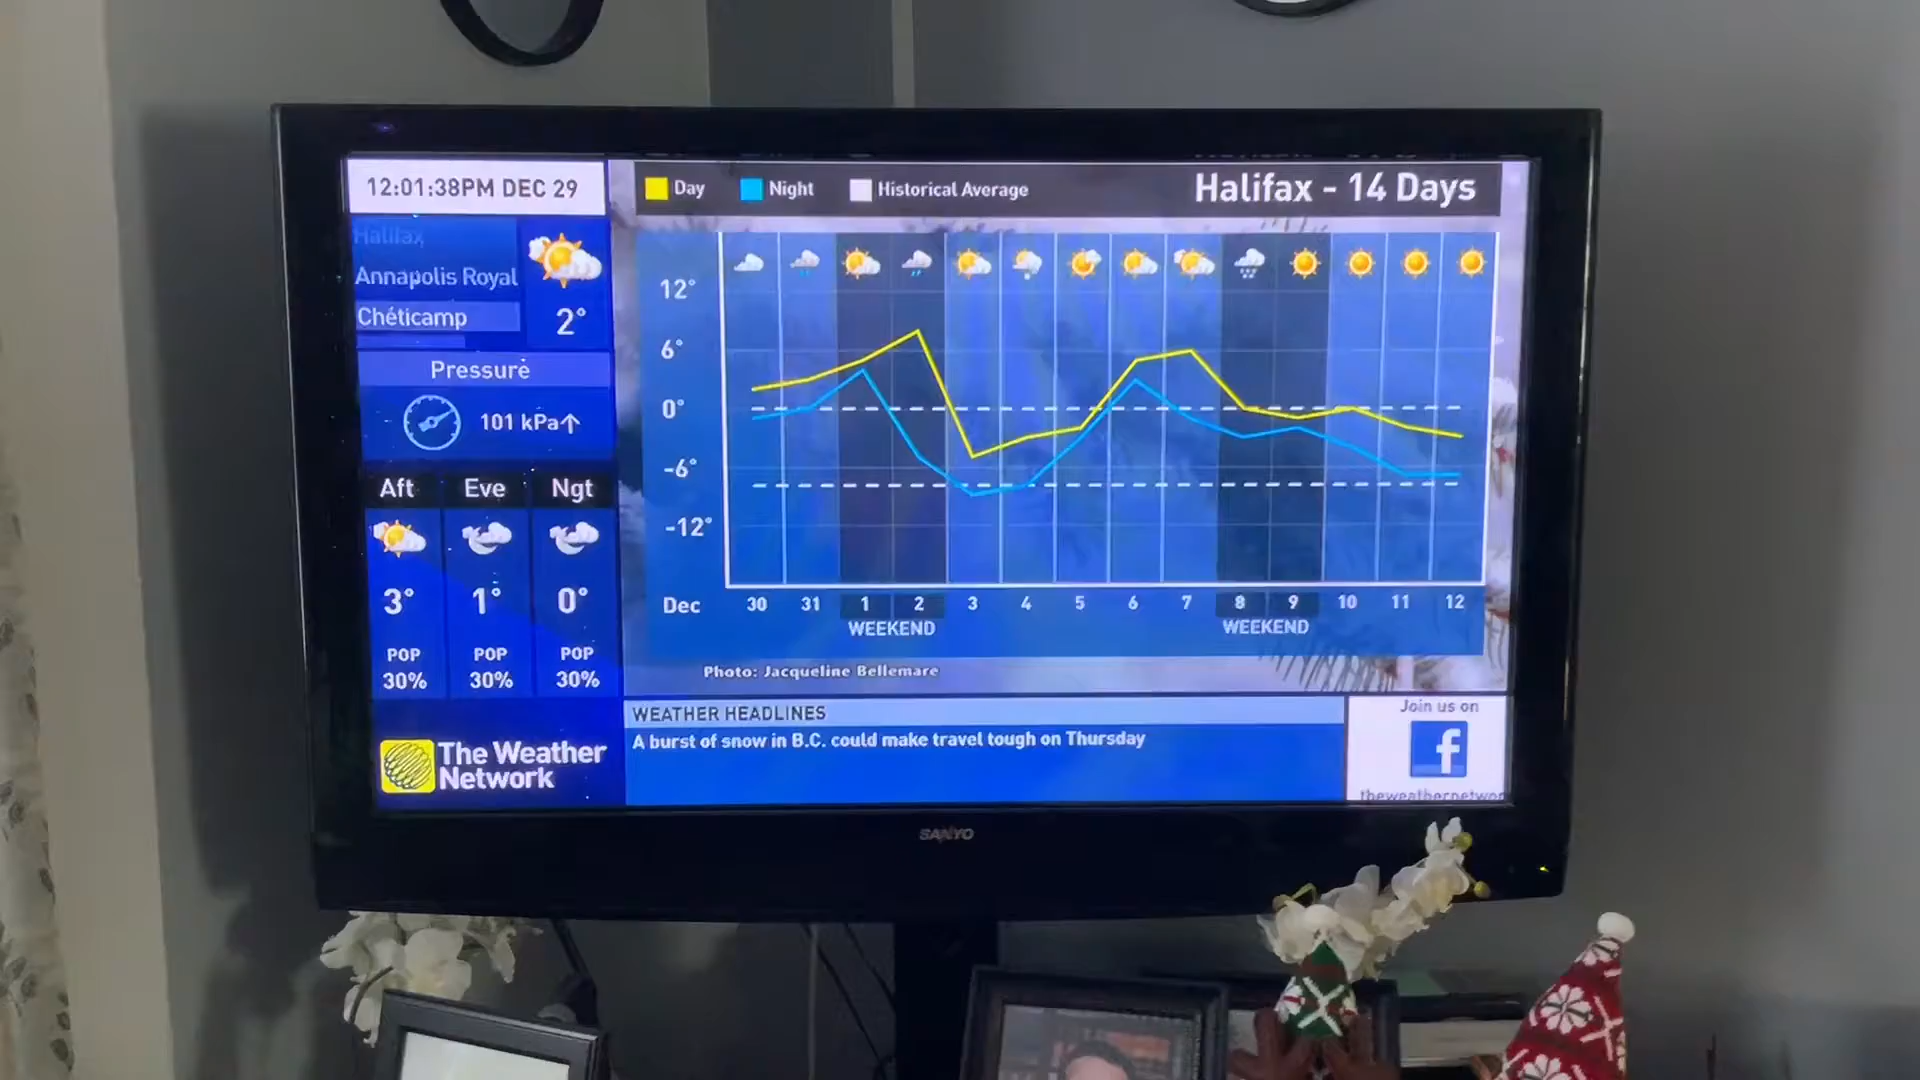 12:01:38PM DEC 29
Halifax
Annapolis Royal
Chéticamp
2°
Pressure
101 kPa↑
Aft Eve Ngt
3° 1° 0°
POP POP POP
30% 30% 30%
The Weather
Network
Day Night Historical Average
Halifax - 14 Days
12°
6°
0°
-6°
-12°
Dec 30 31 1 2 3 4 5 6 7 8 9 10 11 12
WEEKEND WEEKEND
Photo: Jacqueline Bellemare
WEATHER HEADLINES
A burst of snow in B.C. could make travel tough on Thursday
Join us on
f
theweathernetwor
SANYO